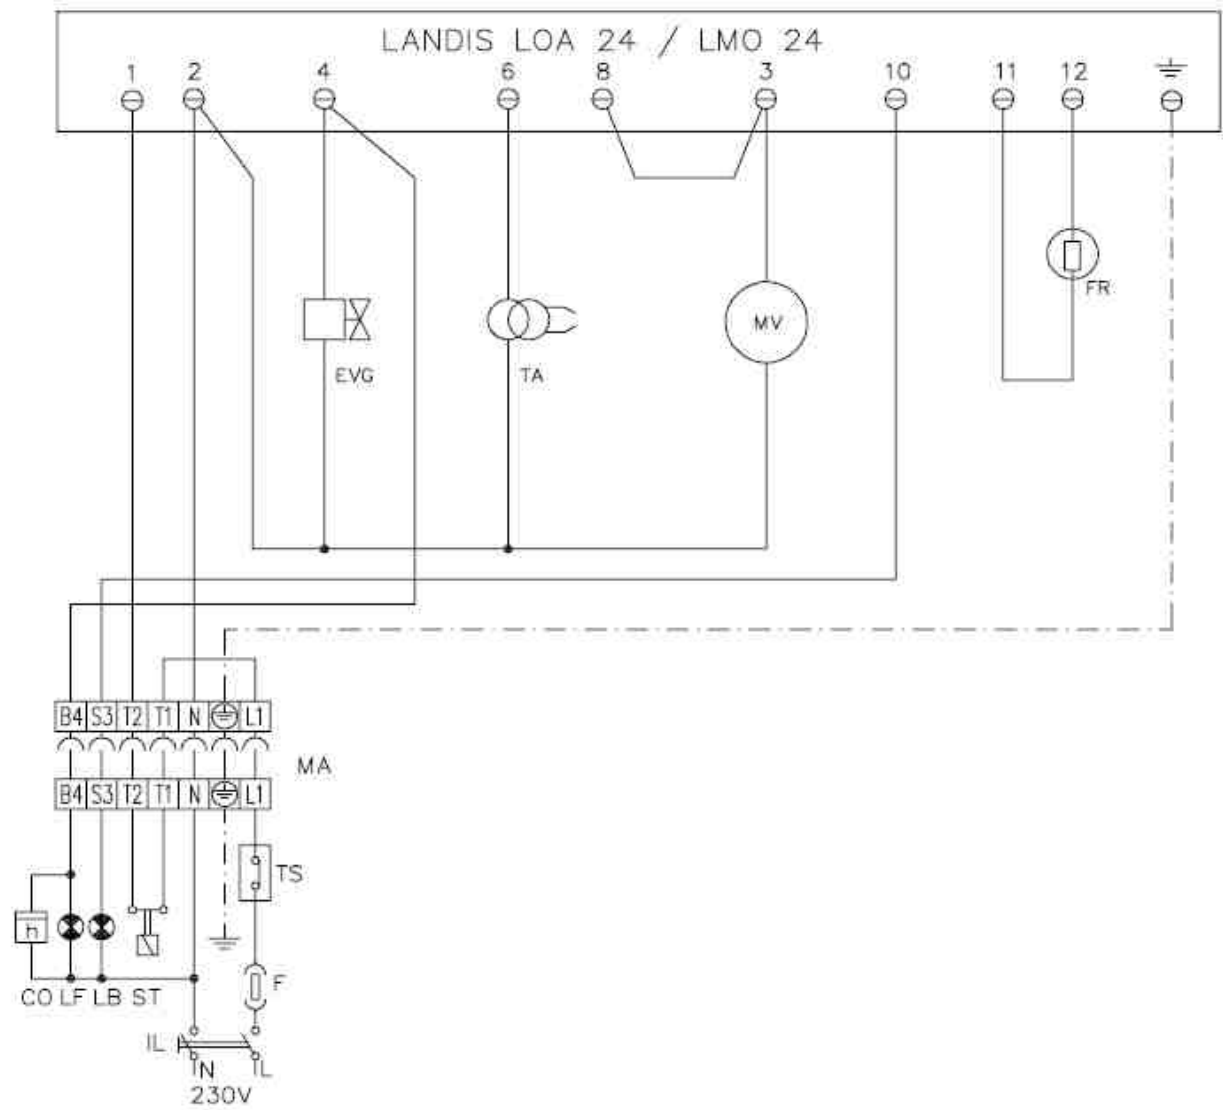 LANDIS LOA 24 / LMO 24
1 2 4 6 8 3 10 11 12
FR
MV
EVG TA
B4 S3 T2 T1 N L1
MA
B4 S3 T2 T1 N L1
TS
h
F
CO LF LB ST
IL
N L
230V